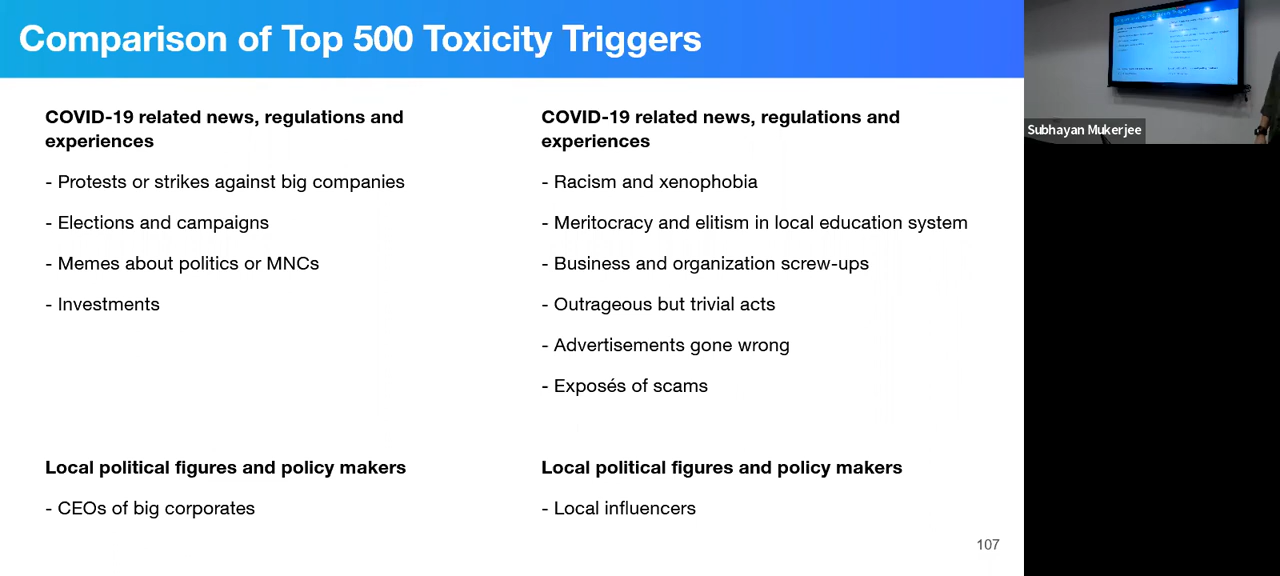 Comparison of Top 500 Toxicity Triggers
COVID-19 related news, regulations and
experiences
- Protests or strikes against big companies
- Elections and campaigns
- Memes about politics or MNCs
- Investments
Local political figures and policy makers
- CEOs of big corporates
COVID-19 related news, regulations and
experiences
- Racism and xenophobia
- Meritocracy and elitism in local education system
- Business and organization screw-ups
- Outrageous but trivial acts
- Advertisements gone wrong
- Exposés of scams
Local political figures and policy makers
- Local influencers
107
Subhayan Mukerjee